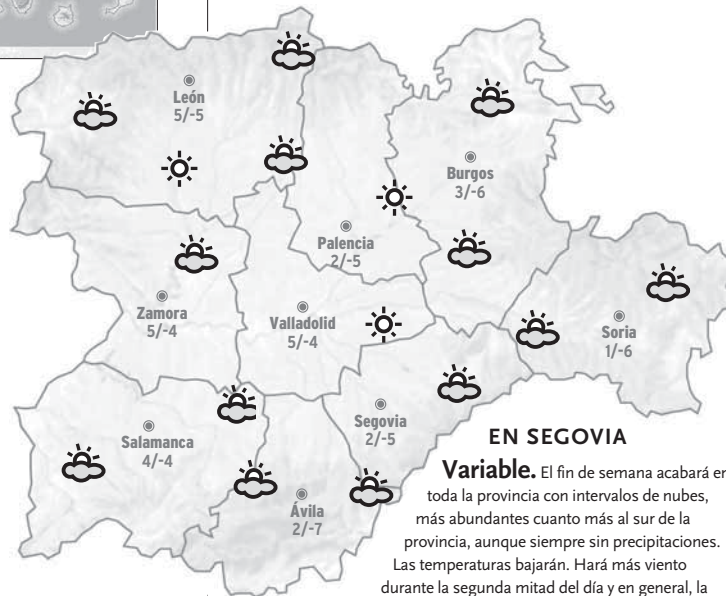 León
5/-5
Burgos
3/-6
Palencia
2/-5
Zamora
5/-4
Valladolid
5/-4
Soria
1/-6
Segovia
2/-5
Salamanca
4/-4
Ávila
2/-7
EN SEGOVIA
Variable. El fin de semana acabará en
toda la provincia con intervalos de nubes,
más abundantes cuanto más al sur de la
provincia, aunque siempre sin precipitaciones.
Las temperaturas bajarán. Hará más viento
durante la segunda mitad del día y en general, la